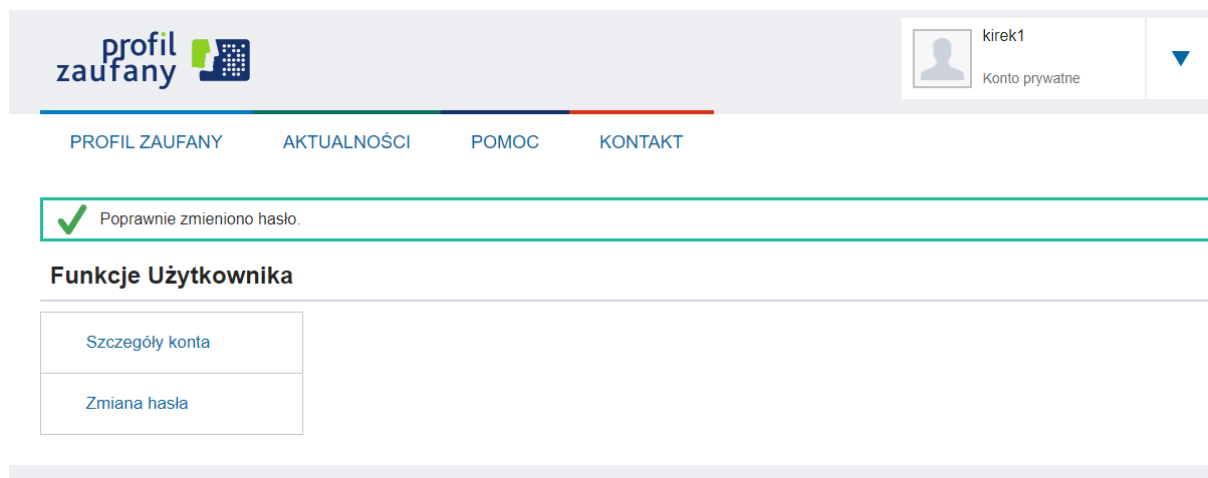 profil
zaufany
kirek1
Konto prywatne
PROFIL ZAUFANY AKTUALNOŚCI POMOC KONTAKT
Poprawnie zmieniono hasło.
Funkcje Użytkownika
Szczegóły konta
Zmiana hasła